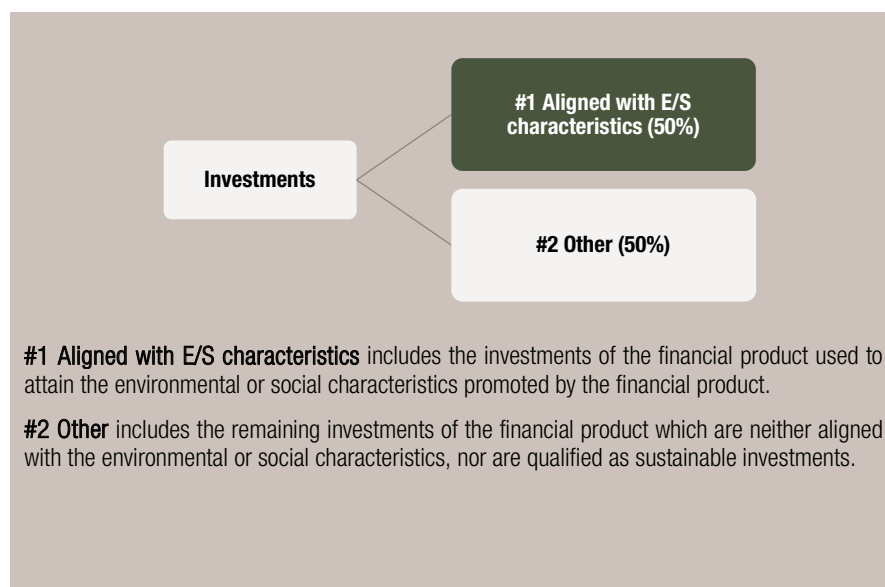 #1 Aligned with E/S
characteristics (50%)
Investments
#2 Other (50%)
#1 Aligned with E/S characteristics includes the investments of the financial product used to
attain the environmental or social characteristics promoted by the financial product.
#2 Other includes the remaining investments of the financial product which are neither aligned
with the environmental or social characteristics, nor are qualified as sustainable investments.